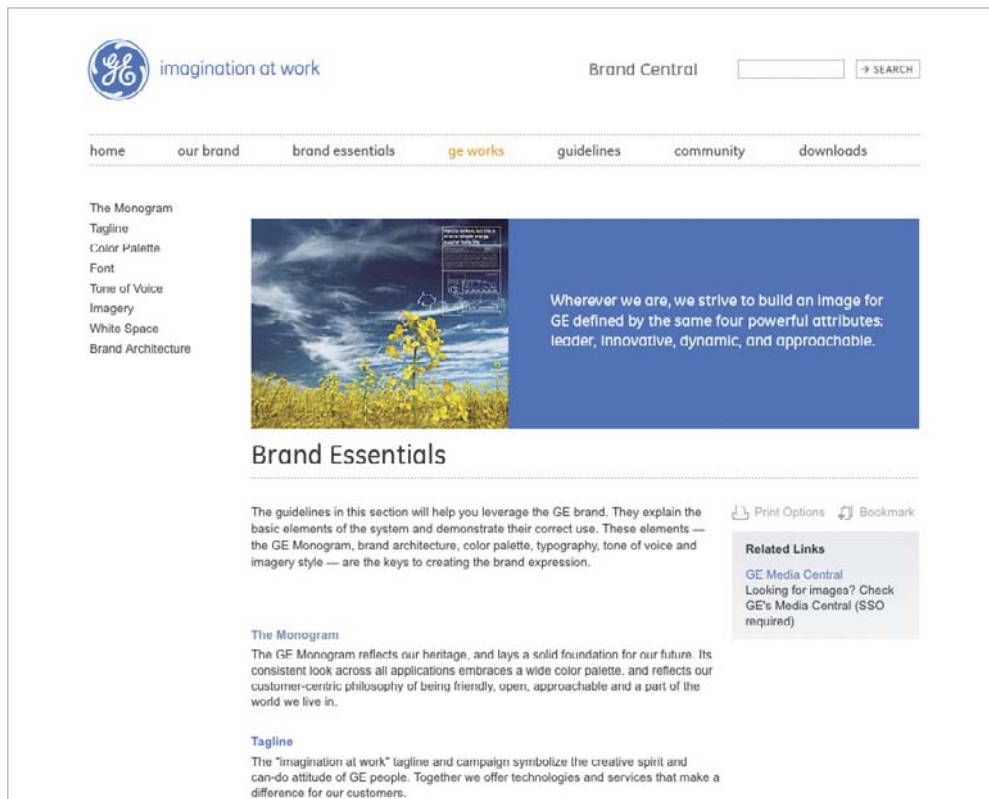 GE imagination at work
Brand Central
→ SEARCH
home our brand brand essentials ge works guidelines community downloads
The Monogram
Tagline
Color Palette
Font
Tone of Voice
Imagery
White Space
Brand Architecture
Wherever we are, we strive to build an image for
GE defined by the same four powerful attributes:
leader, innovative, dynamic, and approachable.
Brand Essentials
The guidelines in this section will help you leverage the GE brand. They explain the
basic elements of the system and demonstrate their correct use. These elements —
the GE Monogram, brand architecture, color palette, typography, tone of voice and
imagery style — are the keys to creating the brand expression.
Print Options Bookmark
Related Links
GE Media Central
Looking for images? Check
GE's Media Central (SSO
required)
The Monogram
The GE Monogram reflects our heritage, and lays a solid foundation for our future. Its
consistent look across all applications embraces a wide color palette, and reflects our
customer-centric philosophy of being friendly, open, approachable and a part of the
world we live in.
Tagline
The "imagination at work" tagline and campaign symbolize the creative spirit and
can-do attitude of GE people. Together we offer technologies and services that make a
difference for our customers.